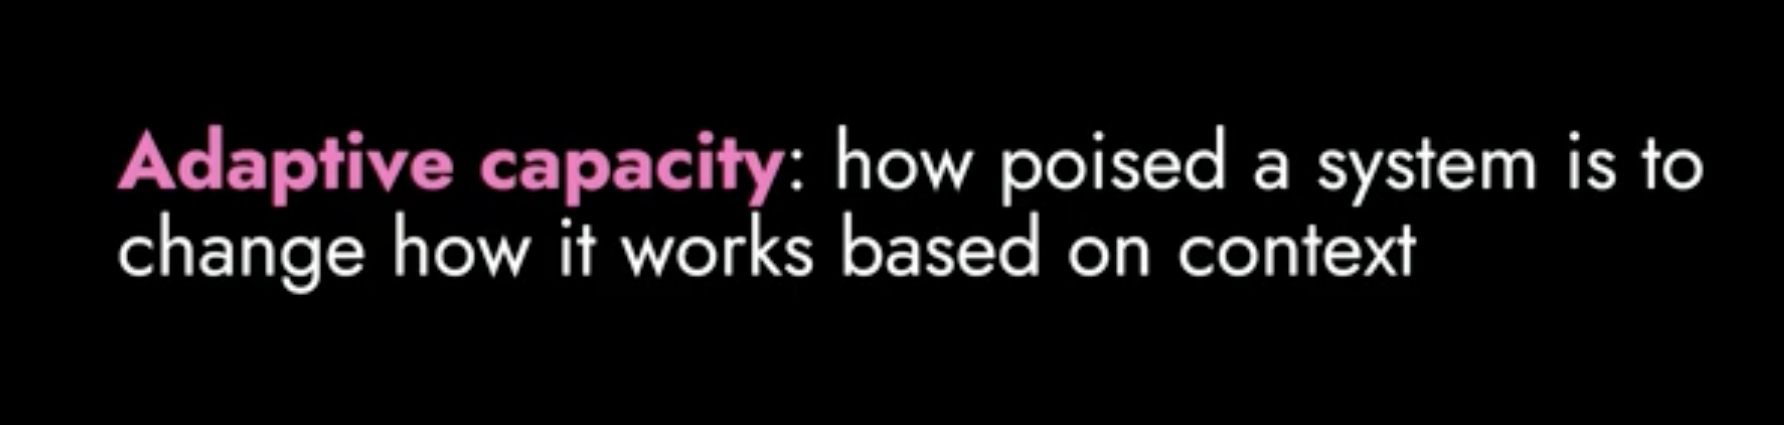 Adaptive capacity: how poised a system is to
change how it works based on context